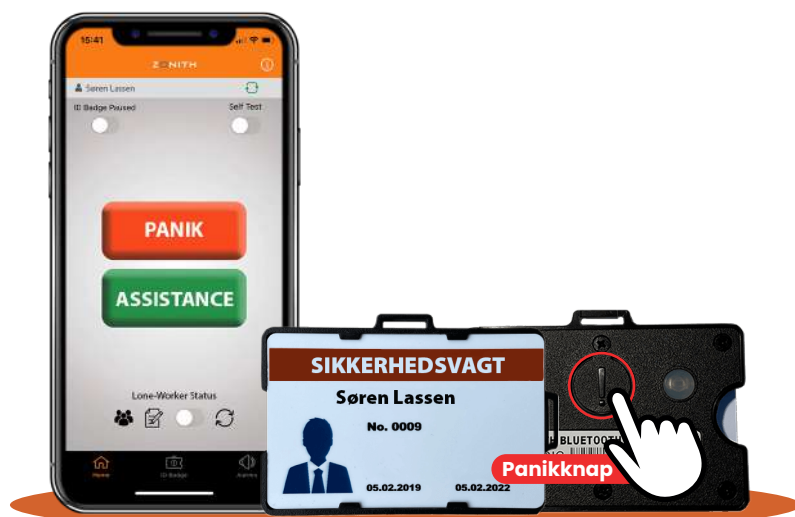 15:41
ZENITH
Søren Lassen
ID Badge Paused
Self Test
PANIK
ASSISTANCE
Lone-Worker Status
Home
ID Badge
Alarms
SIKKERHEDSVAGT
Søren Lassen
No. 0009
05.02.2019
05.02.2022
Panikknap